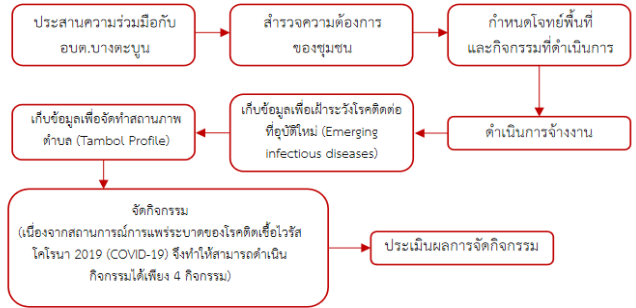 ประสานความร่วมมือกับ
อบต.บางตะบูน
สำรวจความต้องการ
ของชุมชน
กำหนดโจทย์พื้นที่
และกิจกรรมที่ดำเนินการ
ดำเนินการจ้างงาน
เก็บข้อมูลเพื่อเฝ้าระวังโรคติดต่อ
ที่อุบัติใหม่ (Emerging
infectious diseases)
เก็บข้อมูลเพื่อจัดทำสถานภาพ
ตำบล (Tambol Profile)
จัดกิจกรรม
(เนื่องจากสถานการณ์การแพร่ระบาดของโรคติดเชื้อไวรัส
โคโรนา 2019 (COVID-19) จึงทำให้สามารถดำเนิน
กิจกรรมได้เพียง 4 กิจกรรม)
ประเมินผลการจัดกิจกรรม